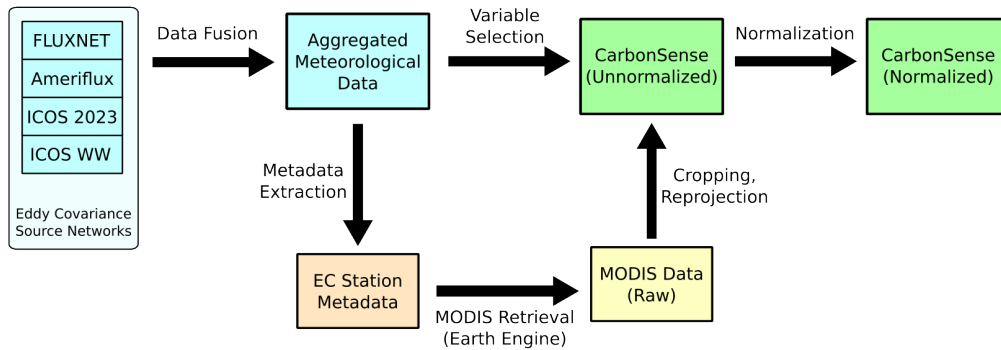 FLUXNET
Ameriflux
ICOS 2023
ICOS WW
Eddy Covariance
Source Networks
Data Fusion
Aggregated
Meteorological
Data
Variable
Selection
CarbonSense
(Unnormalized)
Normalization
CarbonSense
(Normalized)
Metadata
Extraction
Cropping,
Reprojection
EC Station
Metadata
MODIS Retrieval
(Earth Engine)
MODIS Data
(Raw)